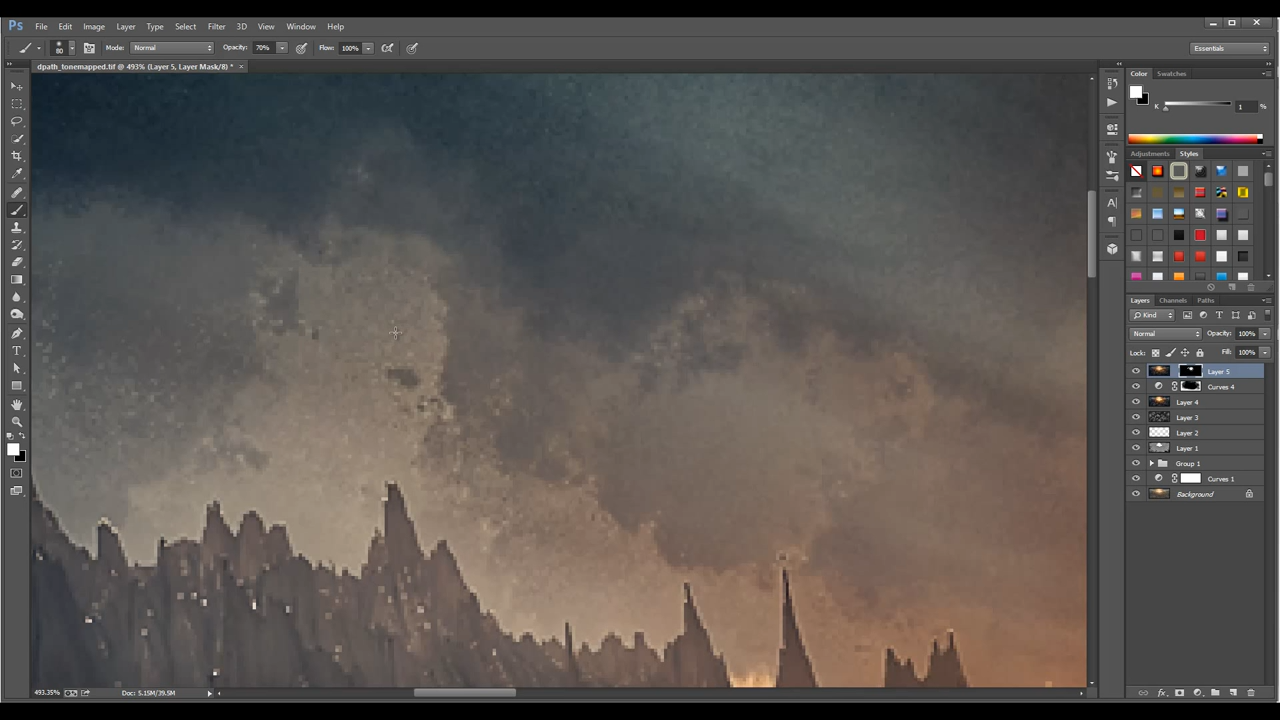 Ps File Edit Image Layer Type Select Filter 3D View Window Help
80 Mode: Normal Opacity: 70% Flow: 100% Essentials
dpath_tonemapped.tif @ 493% (Layer 5, Layer Mask/8) * ×
Color Swatches
K 1 %
Adjustments Styles
Layers Channels Paths
Kind
Normal Opacity: 100%
Lock: Fill: 100%
Layer 5
Curves 4
Layer 4
Layer 3
Layer 2
Layer 1
Group 1
Curves 1
Background
493.35% Doc: 5.15M/39.5M